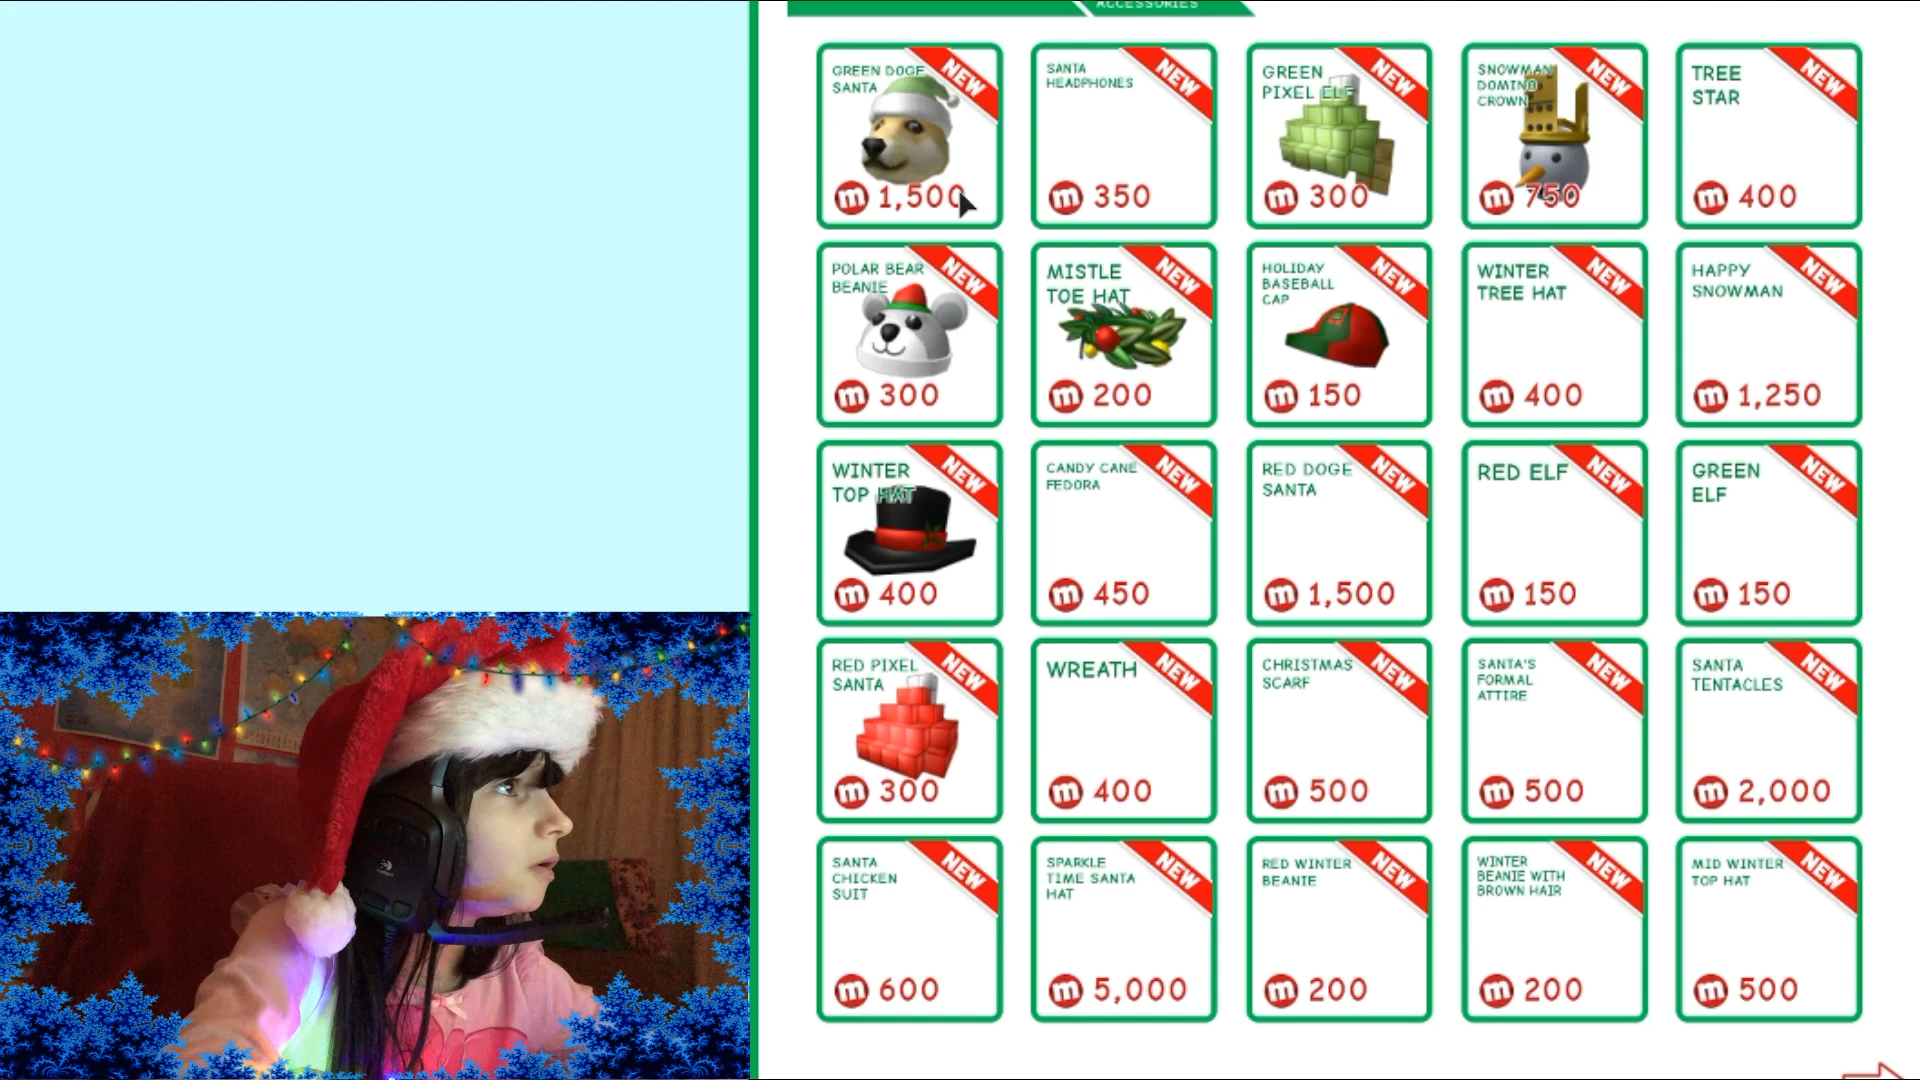 ACCESSORIES
GREEN DOGE
SANTA
NEW
1,500
SANTA
HEADPHONES
NEW
350
GREEN
PIXEL ELF
NEW
300
SNOWMAN
DOMINO
CROWN
NEW
750
TREE
STAR
NEW
400
POLAR BEAR
BEANIE
NEW
300
MISTLE
TOE HAT
NEW
200
HOLIDAY
BASEBALL
CAP
NEW
150
WINTER
TREE HAT
NEW
400
HAPPY
SNOWMAN
NEW
1,250
WINTER
TOP HAT
NEW
400
CANDY CANE
FEDORA
NEW
450
RED DOGE
SANTA
NEW
1,500
RED ELF
NEW
150
GREEN
ELF
NEW
150
RED PIXEL
SANTA
NEW
300
WREATH
NEW
400
CHRISTMAS
SCARF
NEW
500
SANTA'S
FORMAL
ATTIRE
NEW
500
SANTA
TENTACLES
NEW
2,000
SANTA
CHICKEN
SUIT
NEW
600
SPARKLE
TIME SANTA
HAT
NEW
5,000
RED WINTER
BEANIE
NEW
200
WINTER
BEANIE WITH
BROWN HAIR
NEW
200
MID WINTER
TOP HAT
NEW
500